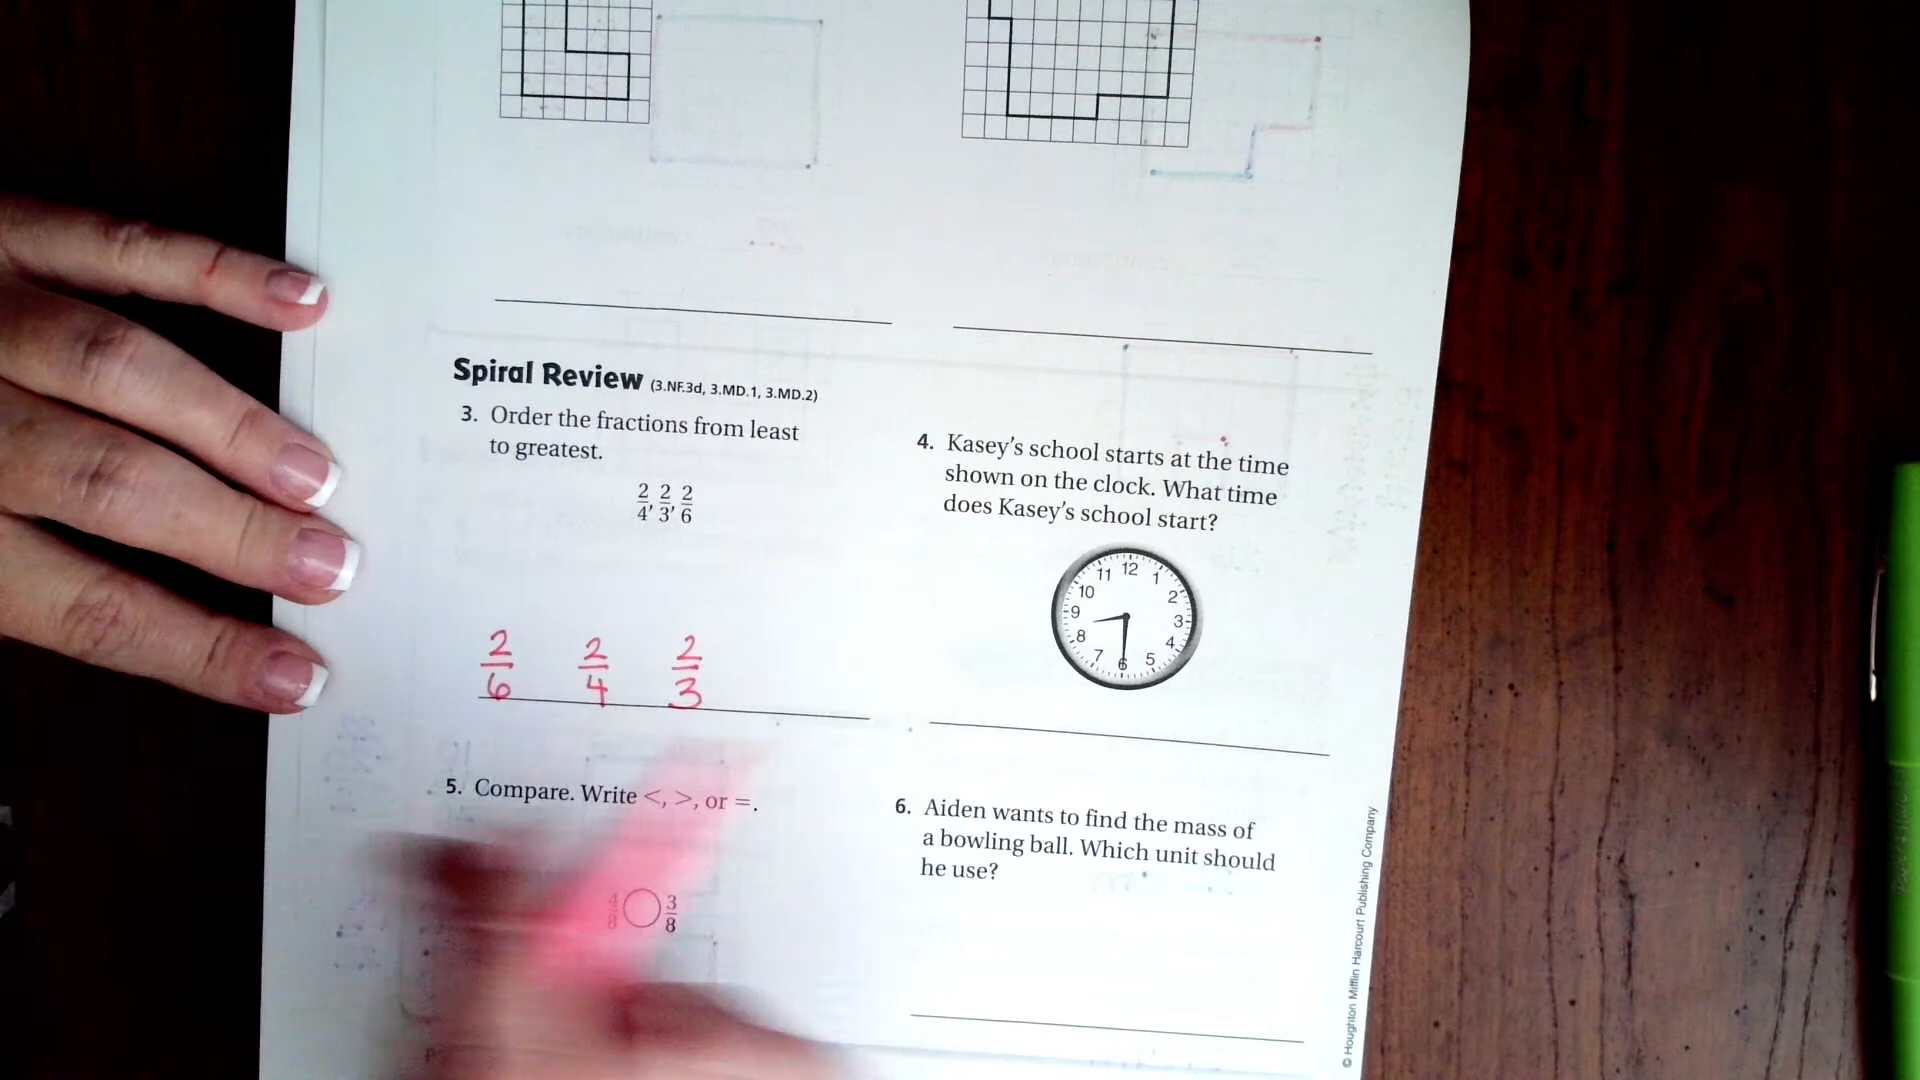 Spiral Review (3.NF.3d, 3.MD.1, 3.MD.2)
3. Order the fractions from least
to greatest.
2/4, 2/3, 2/6
2/6 2/4 2/3
4. Kasey's school starts at the time
shown on the clock. What time
does Kasey's school start?
12
1
2
3
4
5
6
7
8
9
10
11
5. Compare. Write <, >, or =.
4/8 3/8
6. Aiden wants to find the mass of
a bowling ball. Which unit should
he use?
© Houghton Mifflin Harcourt Publishing Company